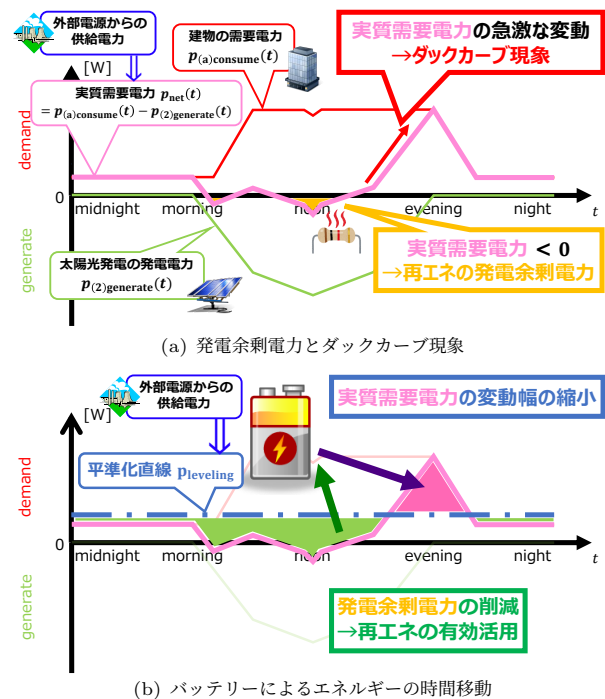 外部電源からの
供給電力
[W]
建物の需要電力
p(a)consume(t)
実質需要電力の急激な変動
→ダックカーブ現象
実質需要電力 pnet(t)
= p(a)consume(t) − p(2)generate(t)
demand
0
midnight morning noon evening night t
generate
太陽光発電の発電電力
p(2)generate(t)
実質需要電力 < 0
→再エネの発電余剰電力
(a) 発電余剰電力とダックカーブ現象
外部電源からの
供給電力
[W]
実質需要電力の変動幅の縮小
平準化直線 pleveling
demand
0
midnight morning noon evening night t
generate
発電余剰電力の削減
→再エネの有効活用
(b) バッテリーによるエネルギーの時間移動